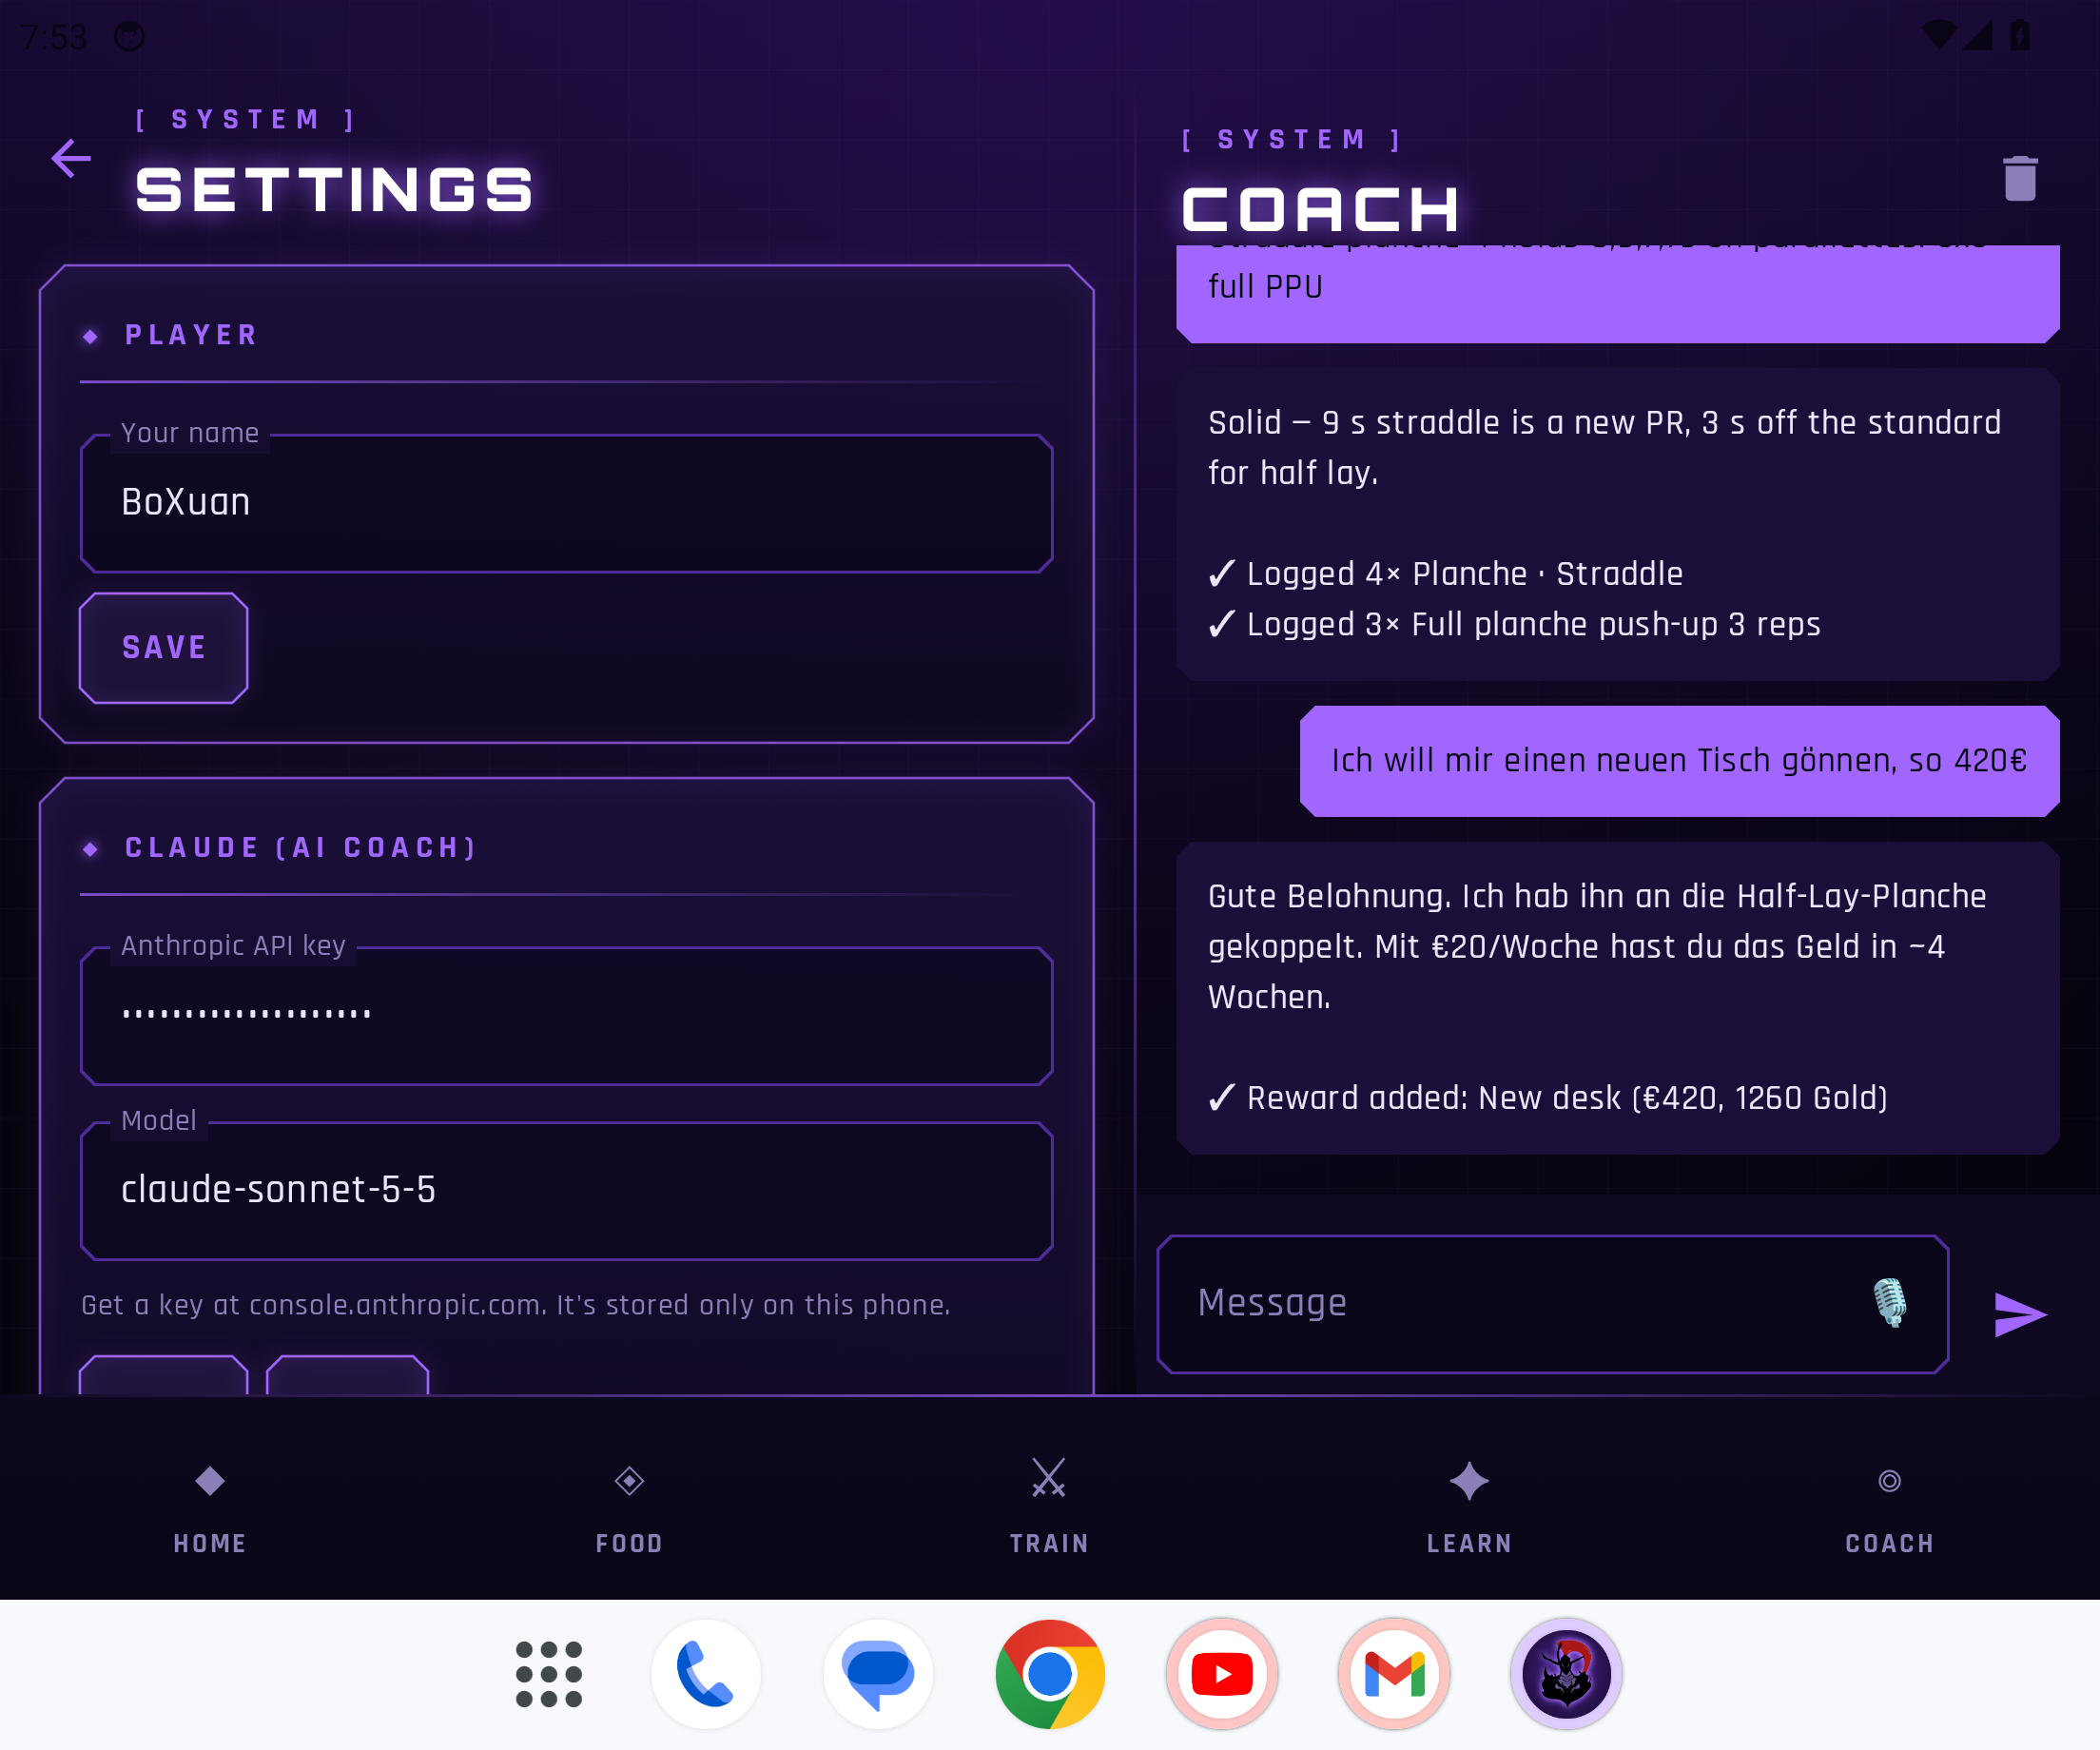 7:53
[ SYSTEM ]
SETTINGS
PLAYER
Your name
BoXuan
SAVE
CLAUDE (AI COACH)
Anthropic API key
Model
claude-sonnet-5-5
Get a key at console.anthropic.com. It's stored only on this phone.
[ SYSTEM ]
COACH
full PPU
Solid – 9 s straddle is a new PR, 3 s off the standard
for half lay.
✓ Logged 4× Planche · Straddle
✓ Logged 3× Full planche push-up 3 reps
Ich will mir einen neuen Tisch gönnen, so 420€
Gute Belohnung. Ich hab ihn an die Half-Lay-Planche
gekoppelt. Mit €20/Woche hast du das Geld in ~4
Wochen.
✓ Reward added: New desk (€420, 1260 Gold)
Message
HOME
FOOD
TRAIN
LEARN
COACH